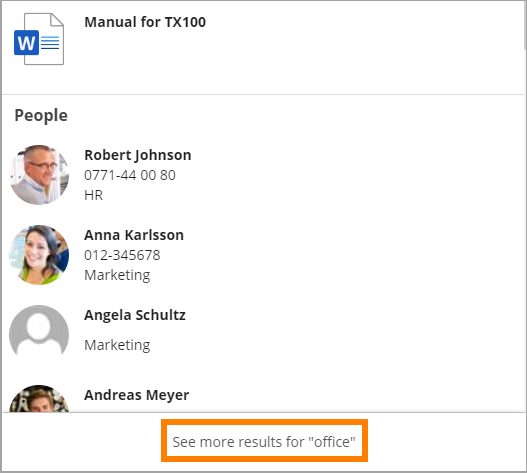 Manual for TX100
W
People
Robert Johnson
0771-44 00 80
HR
Anna Karlsson
012-345678
Marketing
Angela Schultz
Marketing
Andreas Meyer
See more results for "office"